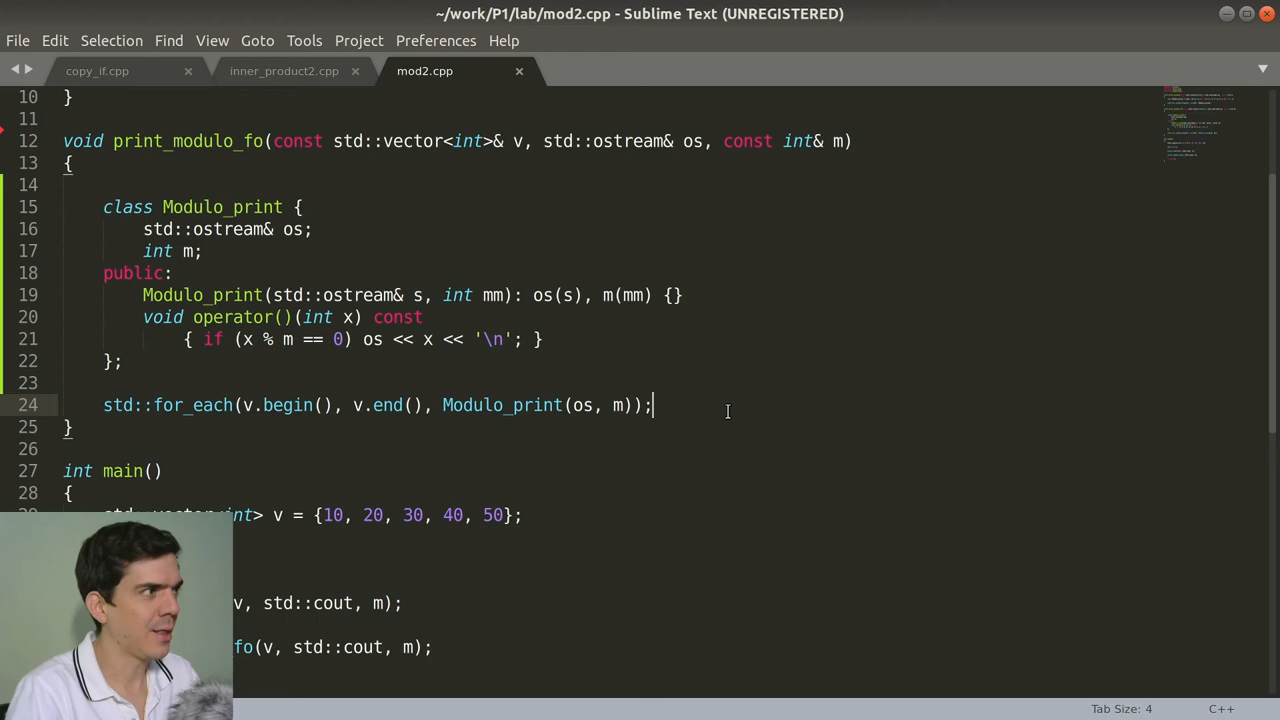 ~/work/P1/lab/mod2.cpp - Sublime Text (UNREGISTERED)
File Edit Selection Find View Goto Tools Project Preferences Help
copy_if.cpp inner_product2.cpp mod2.cpp
10 }
11
12 void print_modulo_fo(const std::vector<int>& v, std::ostream& os, const int& m)
13 {
14
15 class Modulo_print {
16 std::ostream& os;
17 int m;
18 public:
19 Modulo_print(std::ostream& s, int mm): os(s), m(mm) {}
20 void operator()(int x) const
21 { if (x % m == 0) os << x << '\n'; }
22 };
23
24 std::for_each(v.begin(), v.end(), Modulo_print(os, m));
25 }
26
27 int main()
28 {
int> v = {10, 20, 30, 40, 50};
v, std::cout, m);
fo(v, std::cout, m);
Tab Size: 4 C++